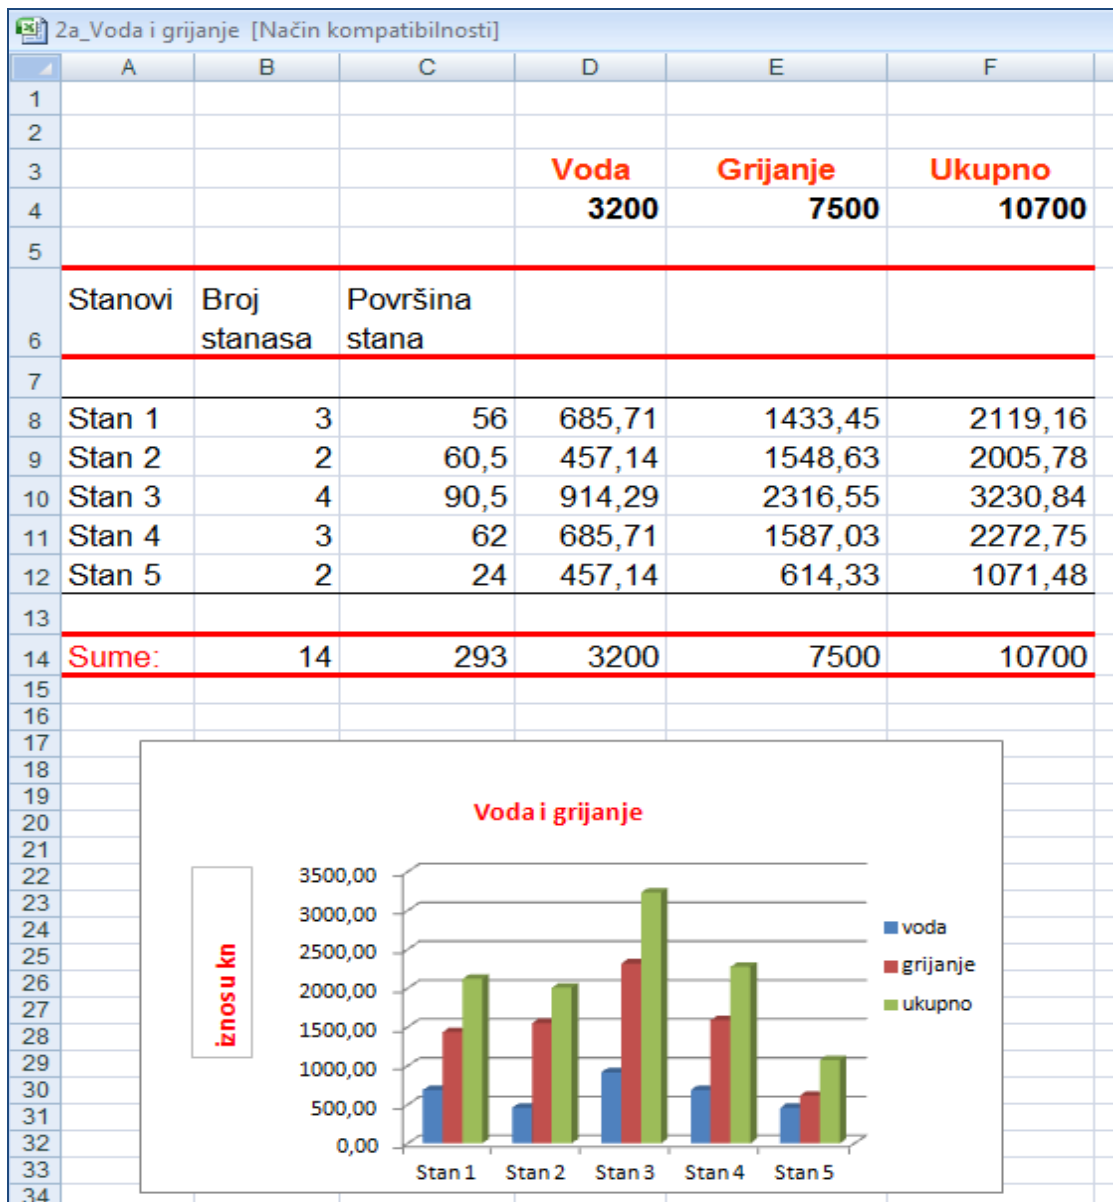 2a_Voda i grijanje [Način kompatibilnosti]
A B C D E F
1
2
3 Voda Grijanje Ukupno
4 3200 7500 10700
5
6 Stanovi Broj stanasa Površina stana
7
8 Stan 1 3 56 685,71 1433,45 2119,16
9 Stan 2 2 60,5 457,14 1548,63 2005,78
10 Stan 3 4 90,5 914,29 2316,55 3230,84
11 Stan 4 3 62 685,71 1587,03 2272,75
12 Stan 5 2 24 457,14 614,33 1071,48
13
14 Sume: 14 293 3200 7500 10700
15
16
17
18
19
20
21
22
23
24
25
26
27
28
29
30
31
32
33
34
Voda i grijanje
iznos u kn
3500,00
3000,00
2500,00
2000,00
1500,00
1000,00
500,00
0,00
Stan 1 Stan 2 Stan 3 Stan 4 Stan 5
voda
grijanje
ukupno